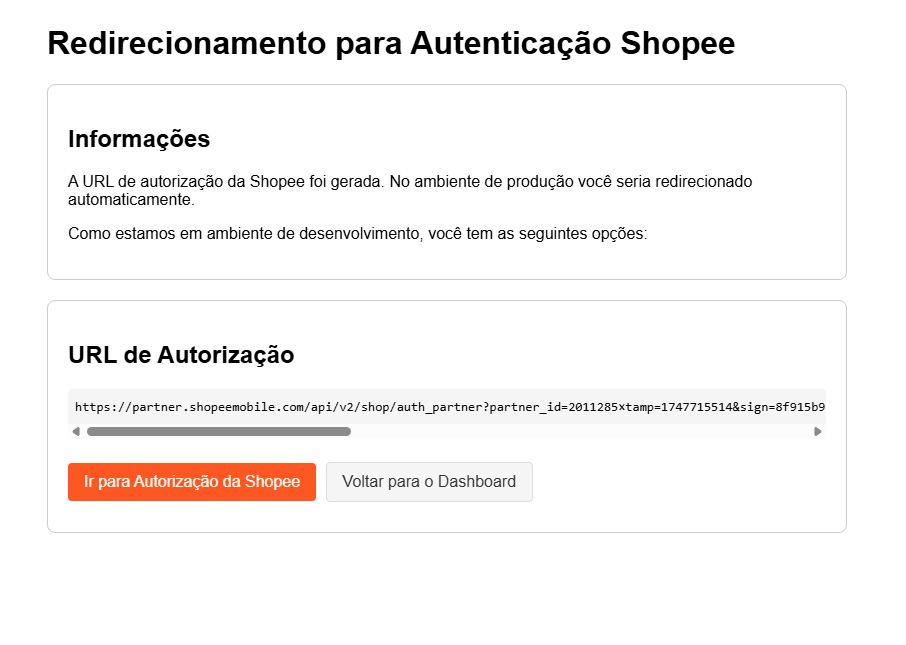 Redirecionamento para Autenticação Shopee
Informações
A URL de autorização da Shopee foi gerada. No ambiente de produção você seria redirecionado
automaticamente.
Como estamos em ambiente de desenvolvimento, você tem as seguintes opções:
URL de Autorização
https://partner.shopeemobile.com/api/v2/shop/auth_partner?partner_id=2011285×tamp=1747715514&sign=8f915b9
Ir para Autorização da Shopee
Voltar para o Dashboard